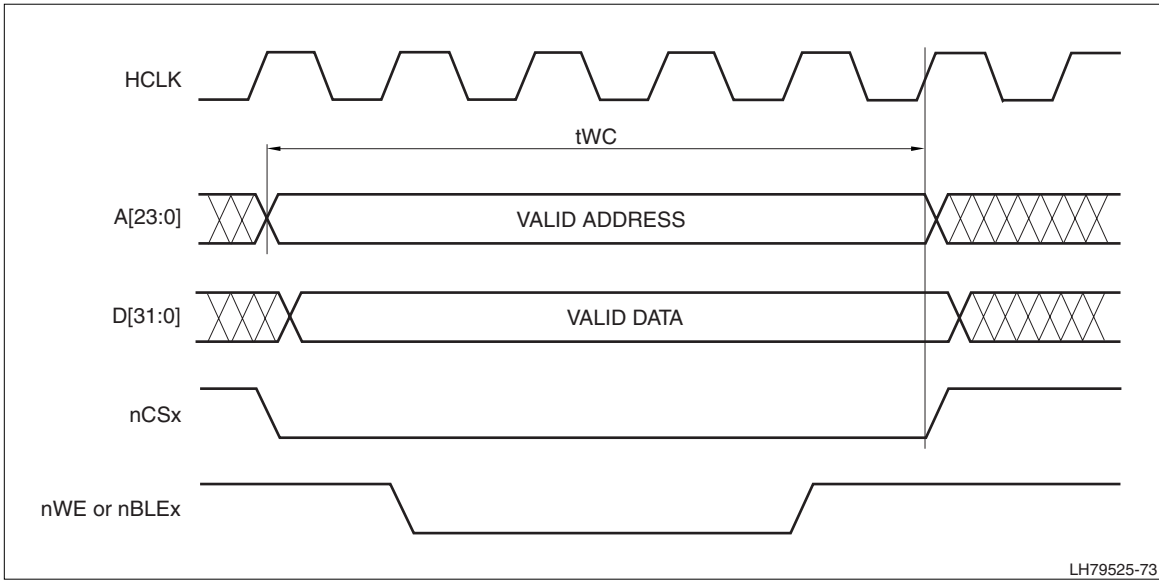 HCLK
tWC
A[23:0]
VALID ADDRESS
D[31:0]
VALID DATA
nCSx
nWE or nBLEx
LH79525-73